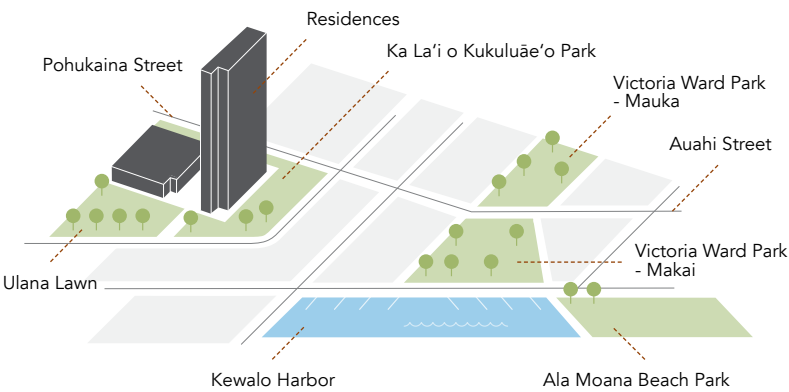 Residences
Ka La‘i o Kukuluāe‘o Park
Pohukaina Street
Victoria Ward Park
- Mauka
Auahi Street
Victoria Ward Park
- Makai
Ulana Lawn
Kewalo Harbor
Ala Moana Beach Park